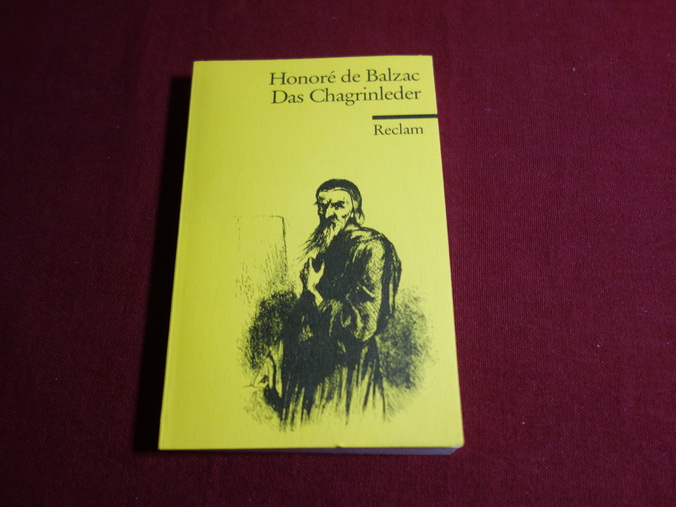 Honoré de Balzac
Das Chagrinleder
Reclam